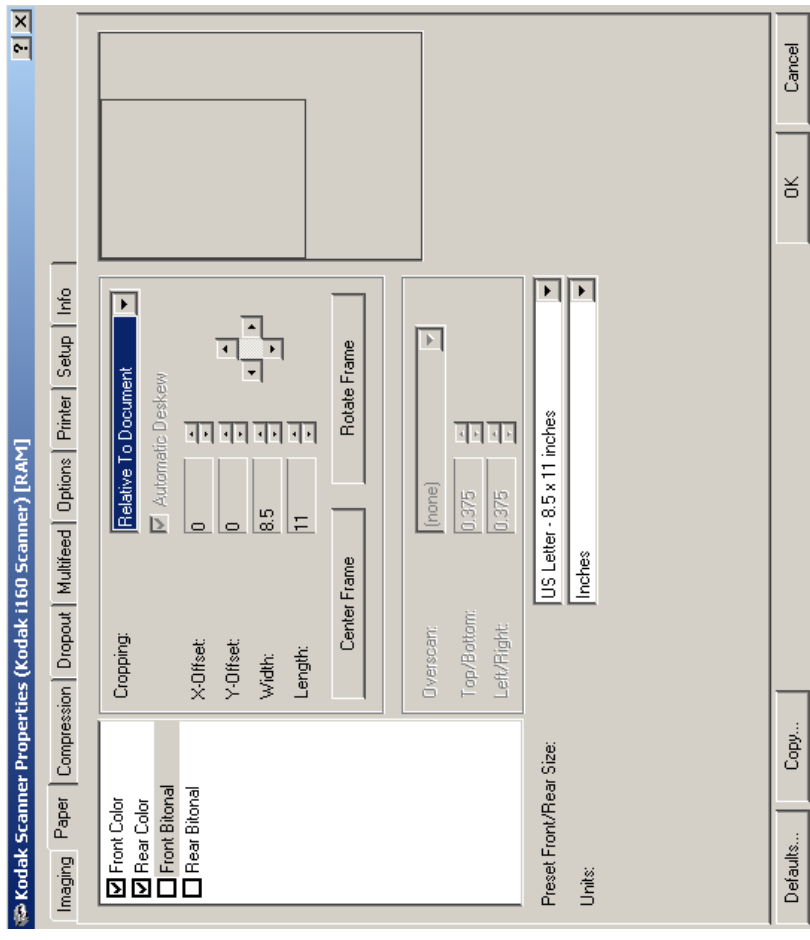 Kodak Scanner Properties (Kodak i160 Scanner) [RAM]
Imaging Paper Compression Dropout Multifeed Options Printer Setup Info
Front Color
Rear Color
Front Bitonal
Rear Bitonal
Cropping: Relative To Document
Automatic Deskew
X-Offset: 0
Y-Offset: 0
Width: 8.5
Length: 11
Center Frame Rotate Frame
Overscan: (none)
Top/Bottom: 0.375
Left/Right: 0.375
Preset Front/Rear Size: US Letter - 8.5 x 11 inches
Units: Inches
Defaults... Copy... OK Cancel